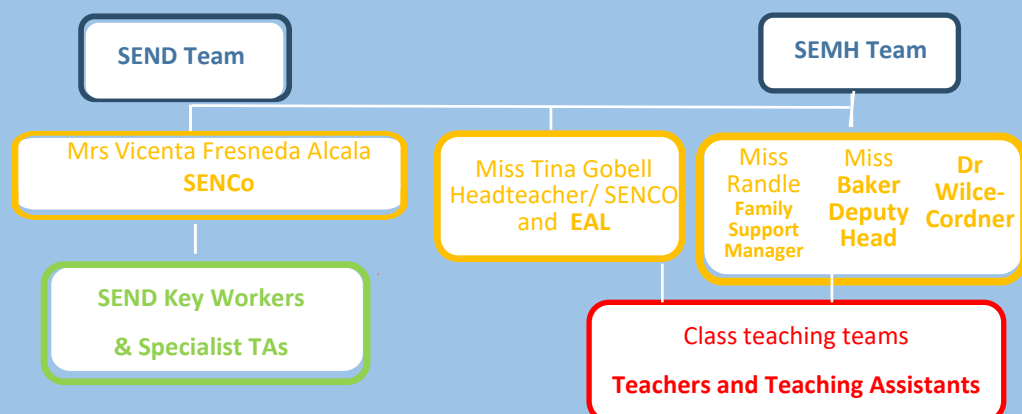 SEND Team
SEMH Team
Mrs Vicenta Fresneda Alcala
SENCo
Miss Tina Gobell
Headteacher/ SENCO
and EAL
Miss
Randle
Family
Support
Manager
Miss
Baker
Deputy
Head
Dr
Wilce-
Cordner
SEND Key Workers
& Specialist TAs
Class teaching teams
Teachers and Teaching Assistants